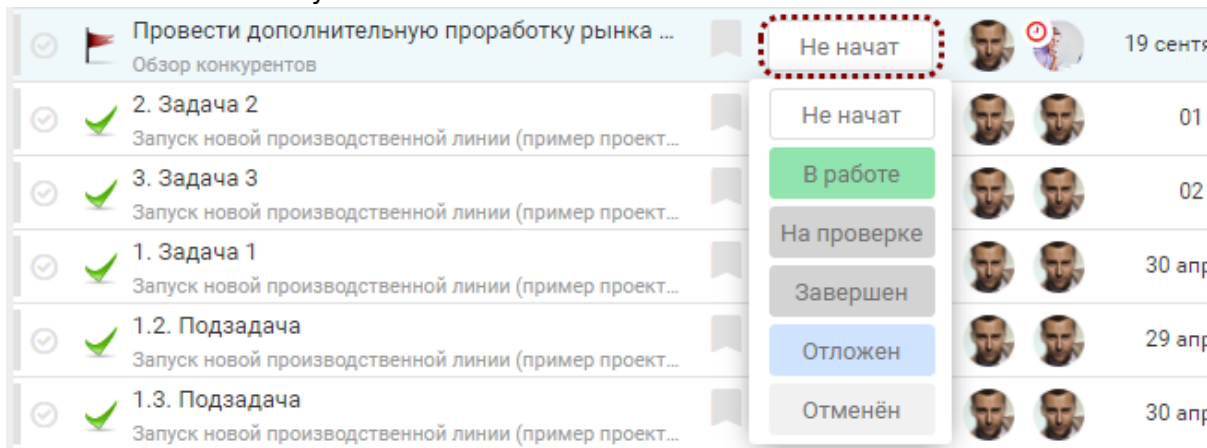 Провести дополнительную проработку рынка ...
Обзор конкурентов
Не начат
19 сентя
2. Задача 2
Запуск новой производственной линии (пример проект...
Не начат
01
3. Задача 3
Запуск новой производственной линии (пример проект...
В работе
02
На проверке
1. Задача 1
Запуск новой производственной линии (пример проект...
Завершен
30 апр
1.2. Подзадача
Запуск новой производственной линии (пример проект...
Отложен
29 апр
1.3. Подзадача
Запуск новой производственной линии (пример проект...
Отменён
30 апр